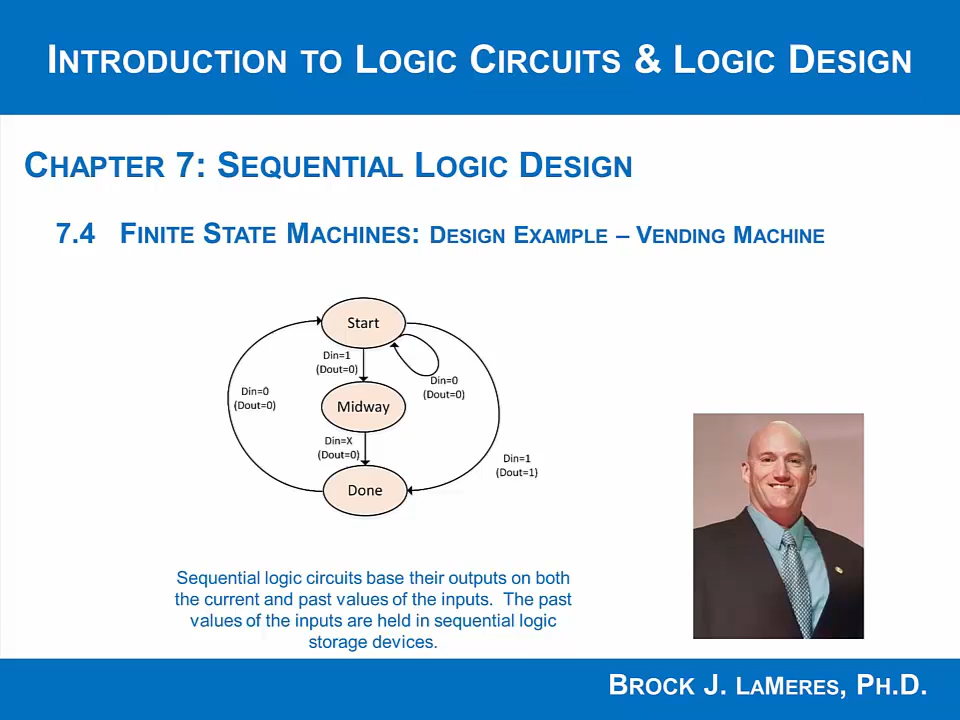 INTRODUCTION TO LOGIC CIRCUITS & LOGIC DESIGN
CHAPTER 7: SEQUENTIAL LOGIC DESIGN
7.4 FINITE STATE MACHINES: DESIGN EXAMPLE – VENDING MACHINE
Start
Din=1
(Dout=0)
Din=0
(Dout=0)
Din=0
(Dout=0)
Midway
Din=X
(Dout=0)
Din=1
(Dout=1)
Done
Sequential logic circuits base their outputs on both
the current and past values of the inputs. The past
values of the inputs are held in sequential logic
storage devices.
BROCK J. LAMERES, PH.D.